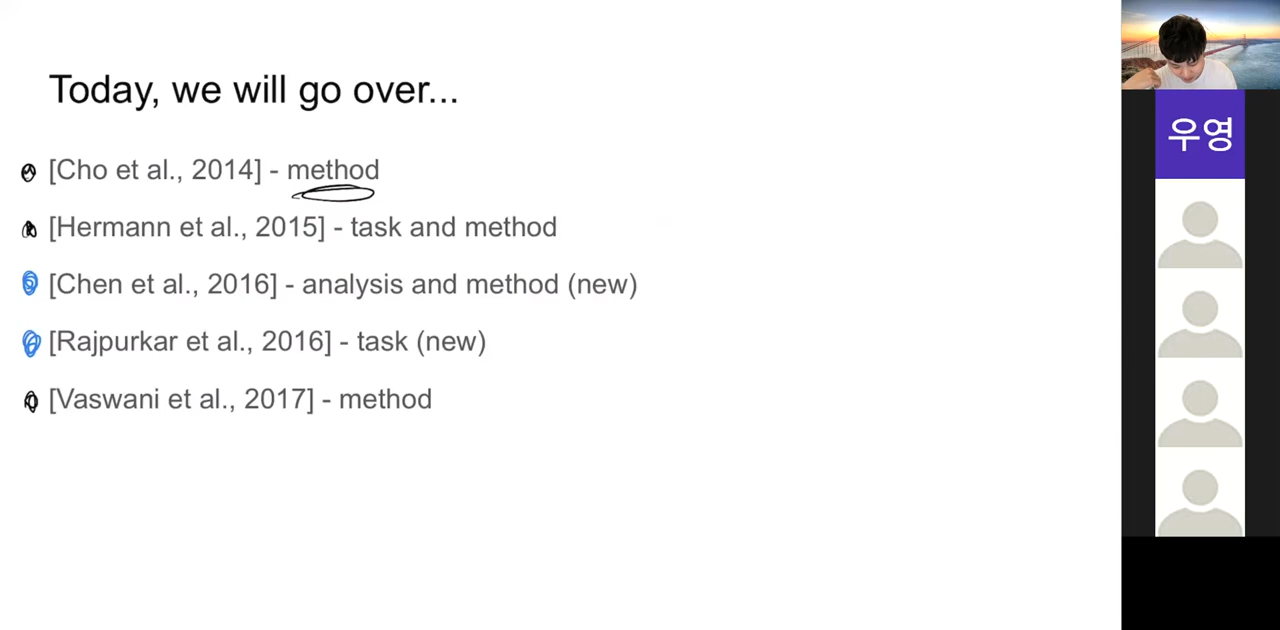 Today, we will go over...
[Cho et al., 2014] - method
[Hermann et al., 2015] - task and method
[Chen et al., 2016] - analysis and method (new)
[Rajpurkar et al., 2016] - task (new)
[Vaswani et al., 2017] - method
우영